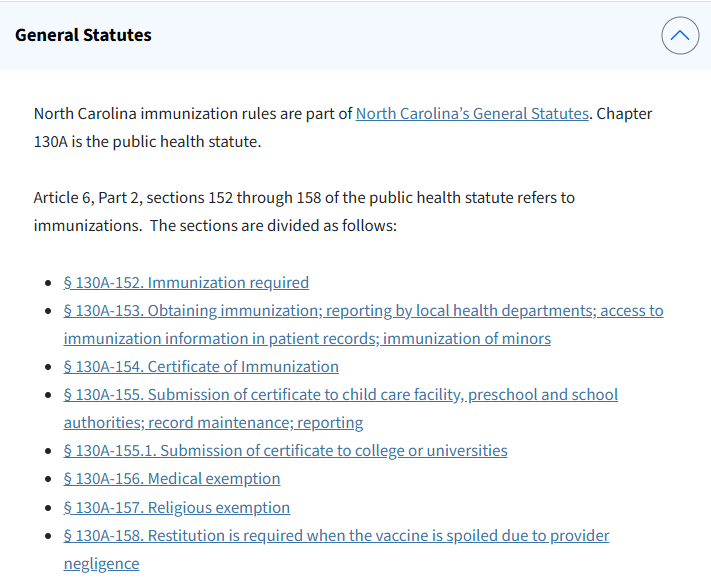 General Statutes
North Carolina immunization rules are part of North Carolina’s General Statutes. Chapter
130A is the public health statute.
Article 6, Part 2, sections 152 through 158 of the public health statute refers to
immunizations.  The sections are divided as follows:
• § 130A-152. Immunization required
• § 130A-153. Obtaining immunization; reporting by local health departments; access to
immunization information in patient records; immunization of minors
• § 130A-154. Certificate of Immunization
• § 130A-155. Submission of certificate to child care facility, preschool and school
authorities; record maintenance; reporting
• § 130A-155.1. Submission of certificate to college or universities
• § 130A-156. Medical exemption
• § 130A-157. Religious exemption
• § 130A-158. Restitution is required when the vaccine is spoiled due to provider
negligence